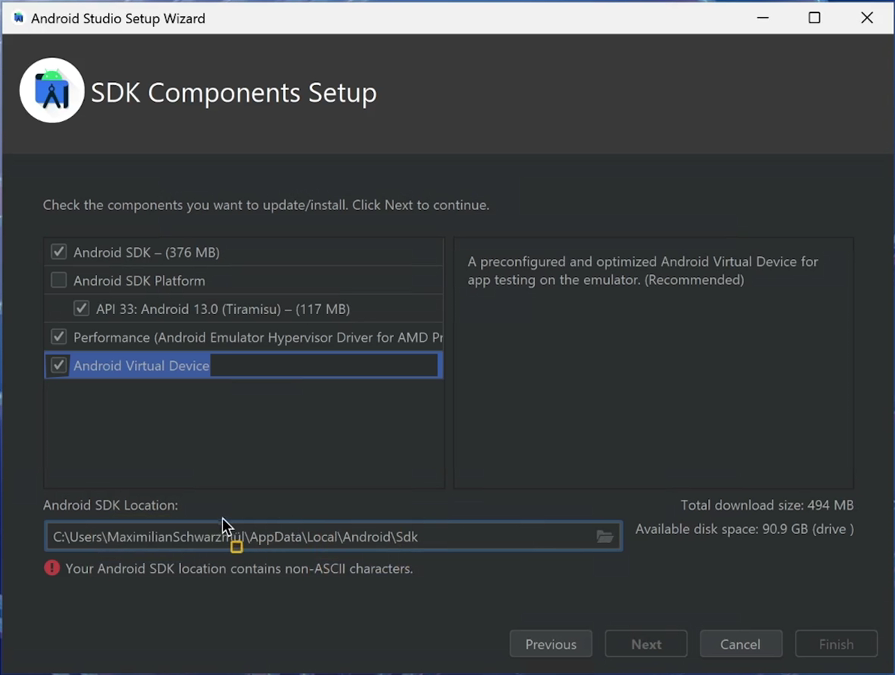 Android Studio Setup Wizard
SDK Components Setup
Check the components you want to update/install. Click Next to continue.
Android SDK – (376 MB)
Android SDK Platform
API 33: Android 13.0 (Tiramisu) – (117 MB)
Performance (Android Emulator Hypervisor Driver for AMD Pr
Android Virtual Device
A preconfigured and optimized Android Virtual Device for
app testing on the emulator. (Recommended)
Android SDK Location:
Total download size: 494 MB
\AppData\Local\Android\Sdk
Available disk space: 90.9 GB (drive )
Your Android SDK location contains non-ASCII characters.
Previous
Next
Cancel
Finish